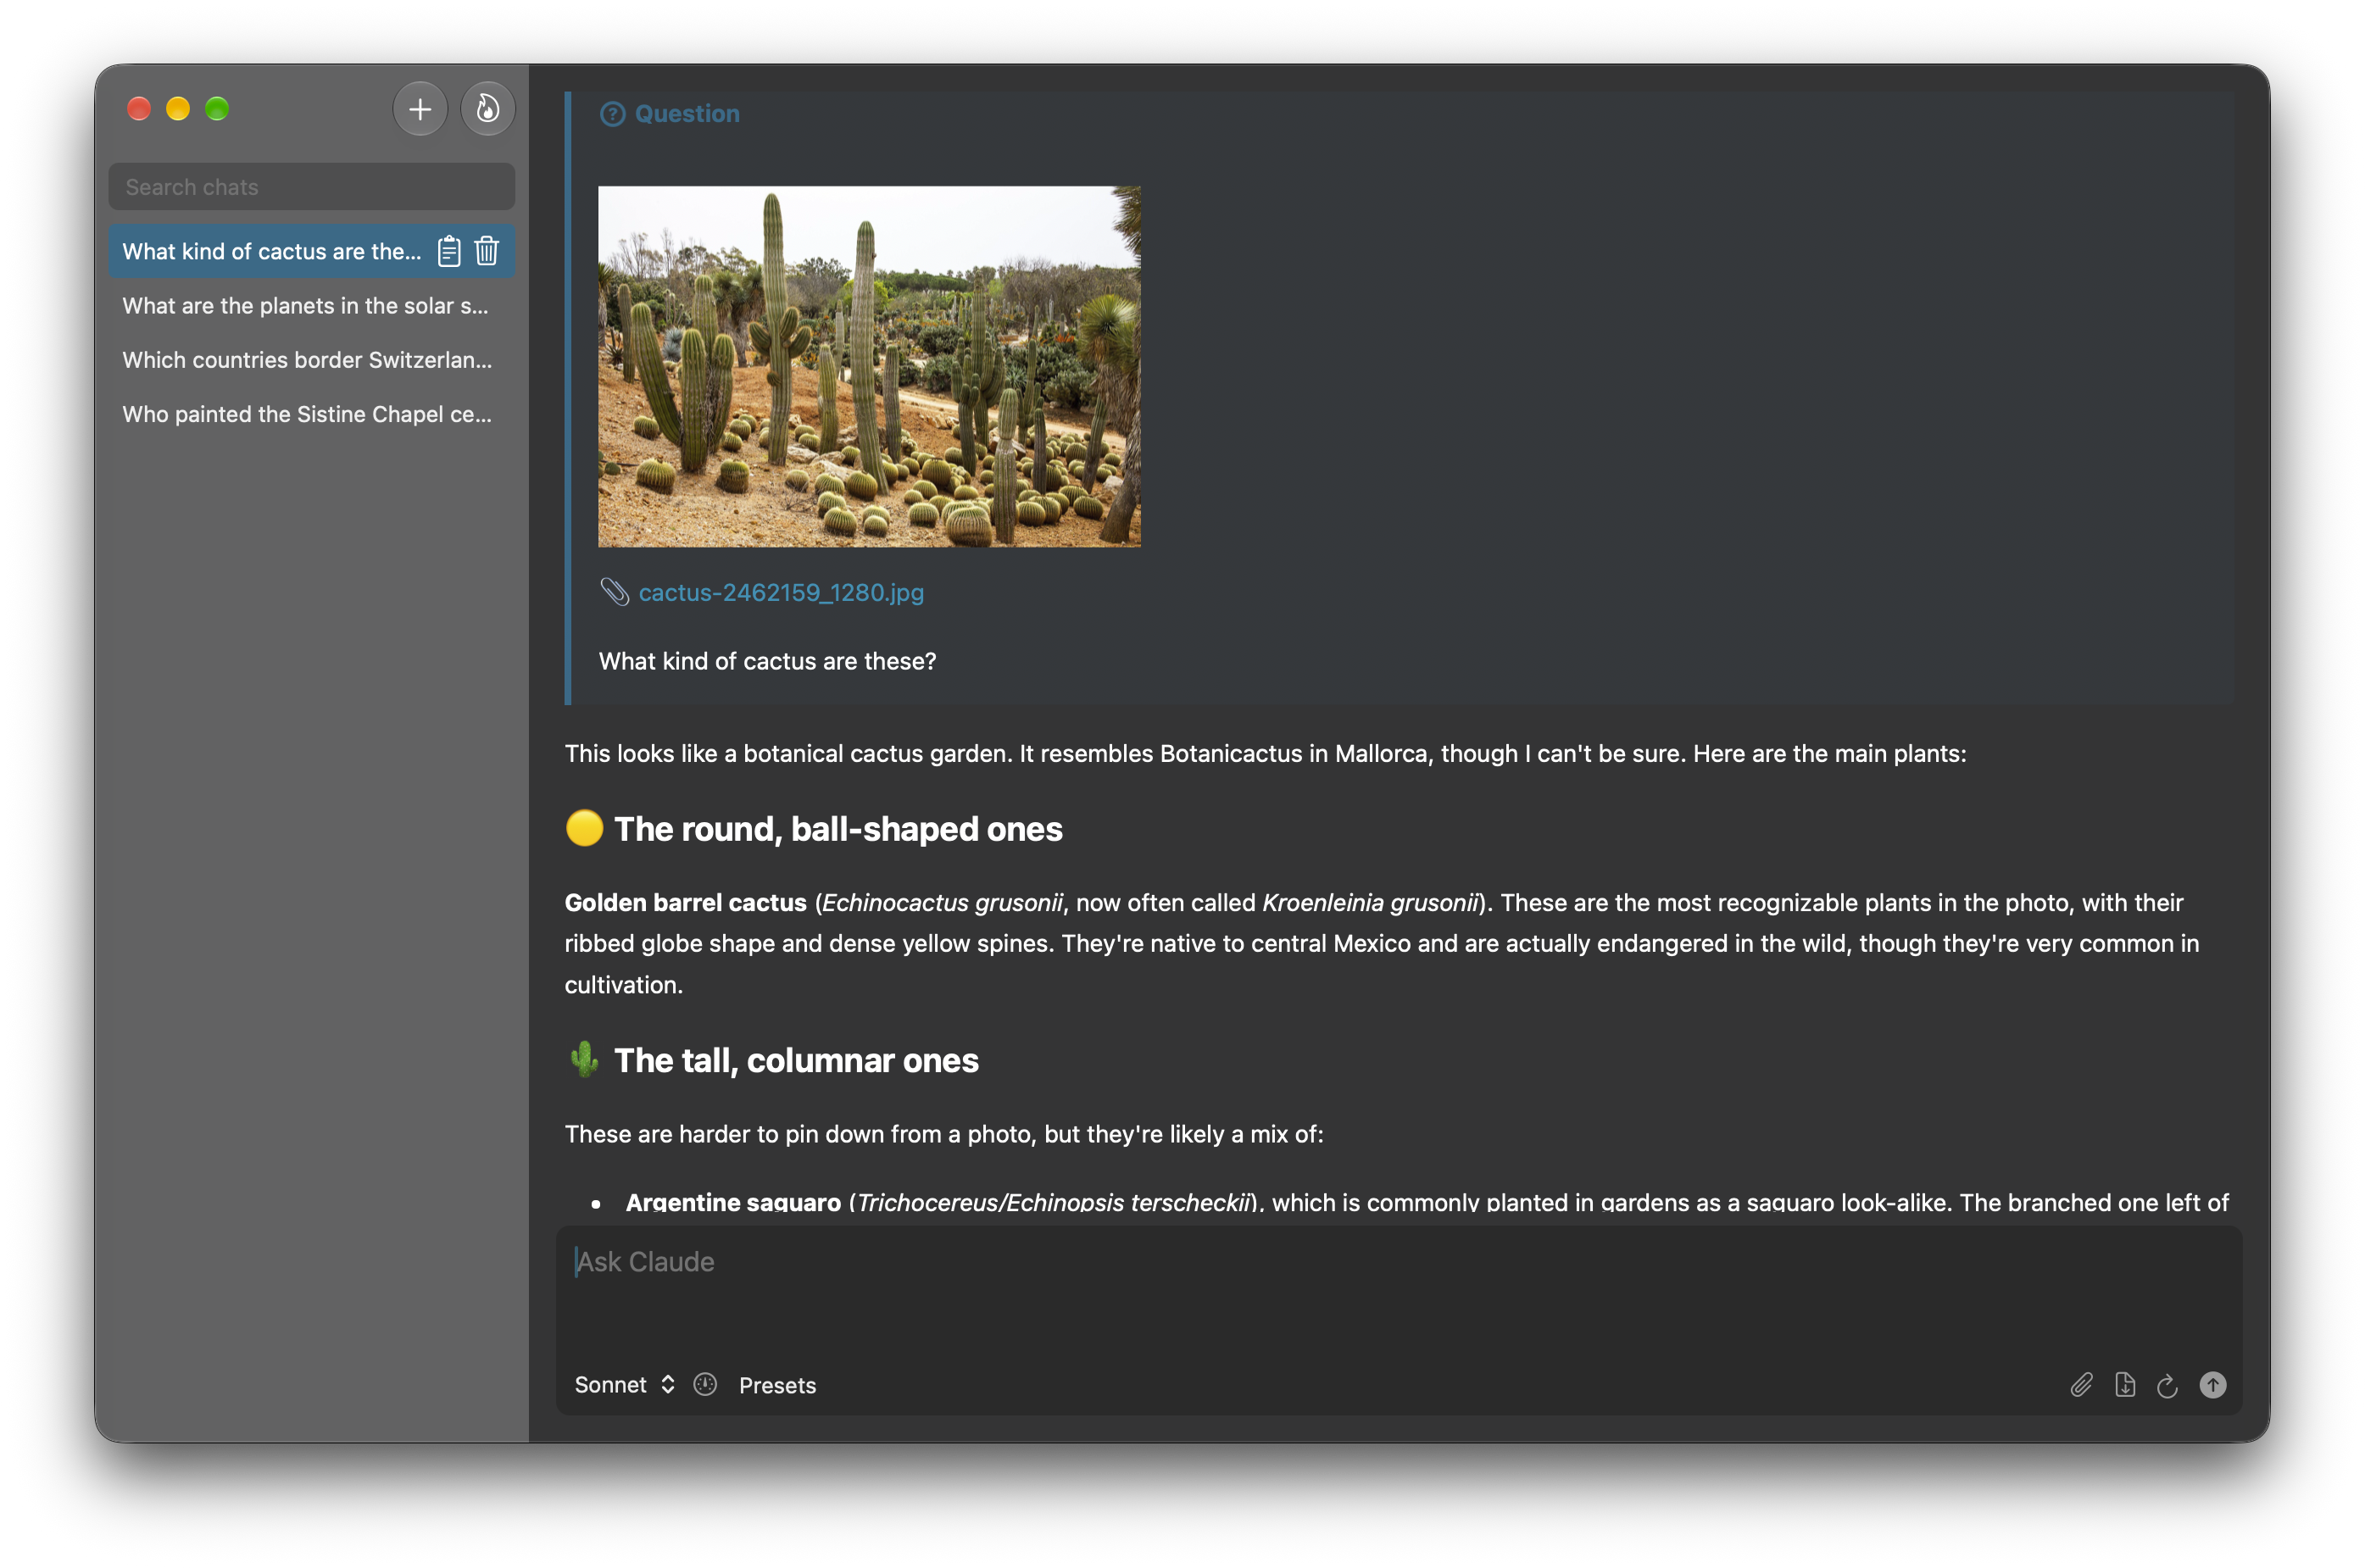 Search chats
What kind of cactus are the...
What are the planets in the solar s...
Which countries border Switzerlan...
Who painted the Sistine Chapel ce...
Question
cactus-2462159_1280.jpg
What kind of cactus are these?
This looks like a botanical cactus garden. It resembles Botanicactus in Mallorca, though I can't be sure. Here are the main plants:
The round, ball-shaped ones
Golden barrel cactus (Echinocactus grusonii, now often called Kroenleinia grusonii). These are the most recognizable plants in the photo, with their
ribbed globe shape and dense yellow spines. They're native to central Mexico and are actually endangered in the wild, though they're very common in
cultivation.
The tall, columnar ones
These are harder to pin down from a photo, but they're likely a mix of:
• Argentine saguaro (Trichocereus/Echinopsis terscheckii), which is commonly planted in gardens as a saguaro look-alike. The branched one left of
Ask Claude
Sonnet
Presets